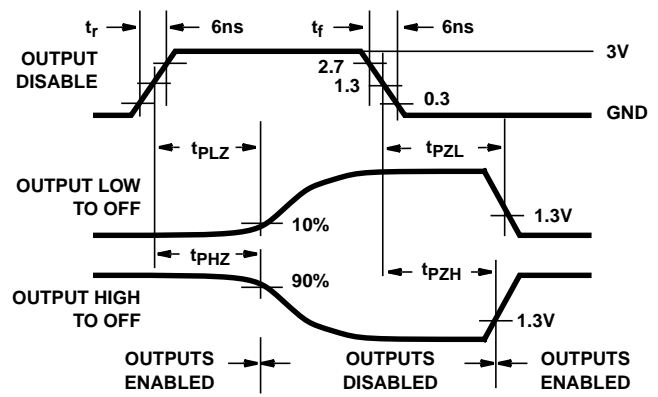 tr 6ns tf 6ns
OUTPUT
DISABLE
3V
2.7
1.3
0.3
GND
tPLZ
tPZL
OUTPUT LOW
TO OFF
10%
1.3V
tPHZ
90%
tPZH
OUTPUT HIGH
TO OFF
1.3V
OUTPUTS
ENABLED
OUTPUTS
DISABLED
OUTPUTS
ENABLED